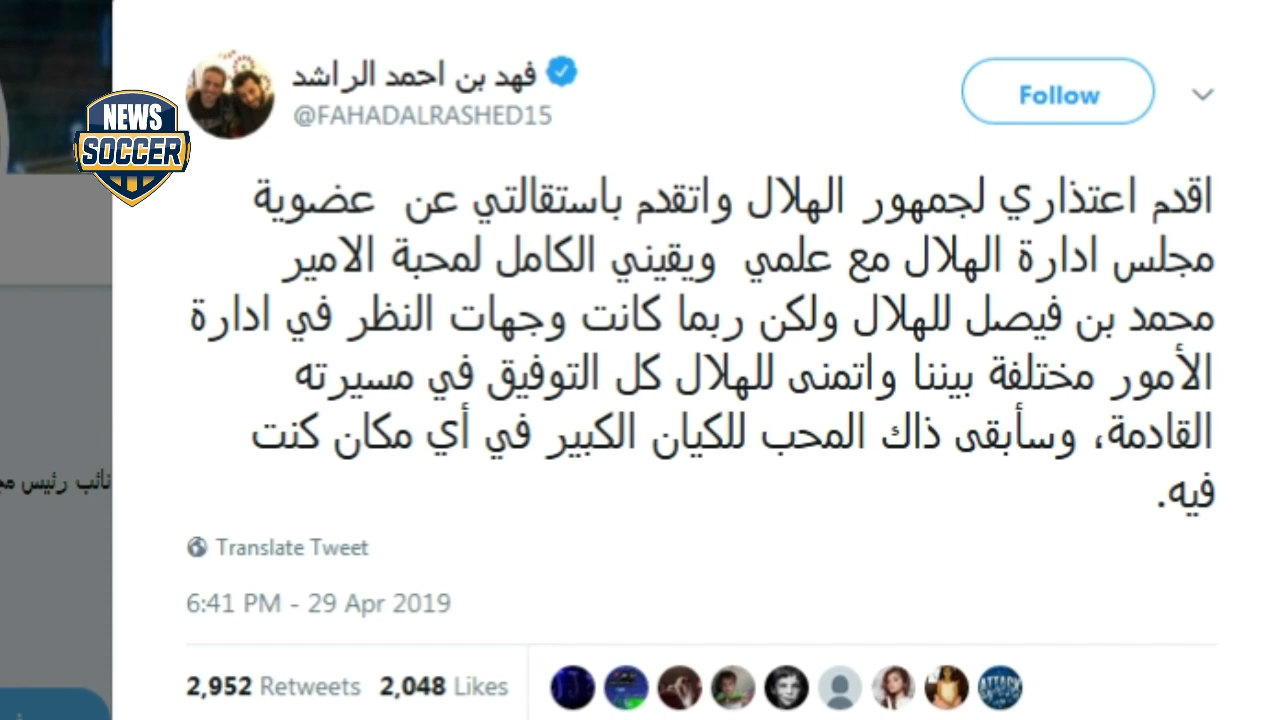 NEWS
SOCCER
فهد بن احمد الراشد
@FAHADALRASHED15
Follow
اقدم اعتذاري لجمهور الهلال واتقدم باستقالتي عن عضوية
مجلس ادارة الهلال مع علمي ويقيني الكامل لمحبة الامير
محمد بن فيصل للهلال ولكن ربما كانت وجهات النظر في ادارة
الأمور مختلفة بيننا واتمنى للهلال كل التوفيق في مسيرته
القادمة، وسأبقى ذاك المحب للكيان الكبير في أي مكان كنت
فيه.
نائب رئيس
Translate Tweet
6:41 PM - 29 Apr 2019
2,952 Retweets 2,048 Likes
ATTACK